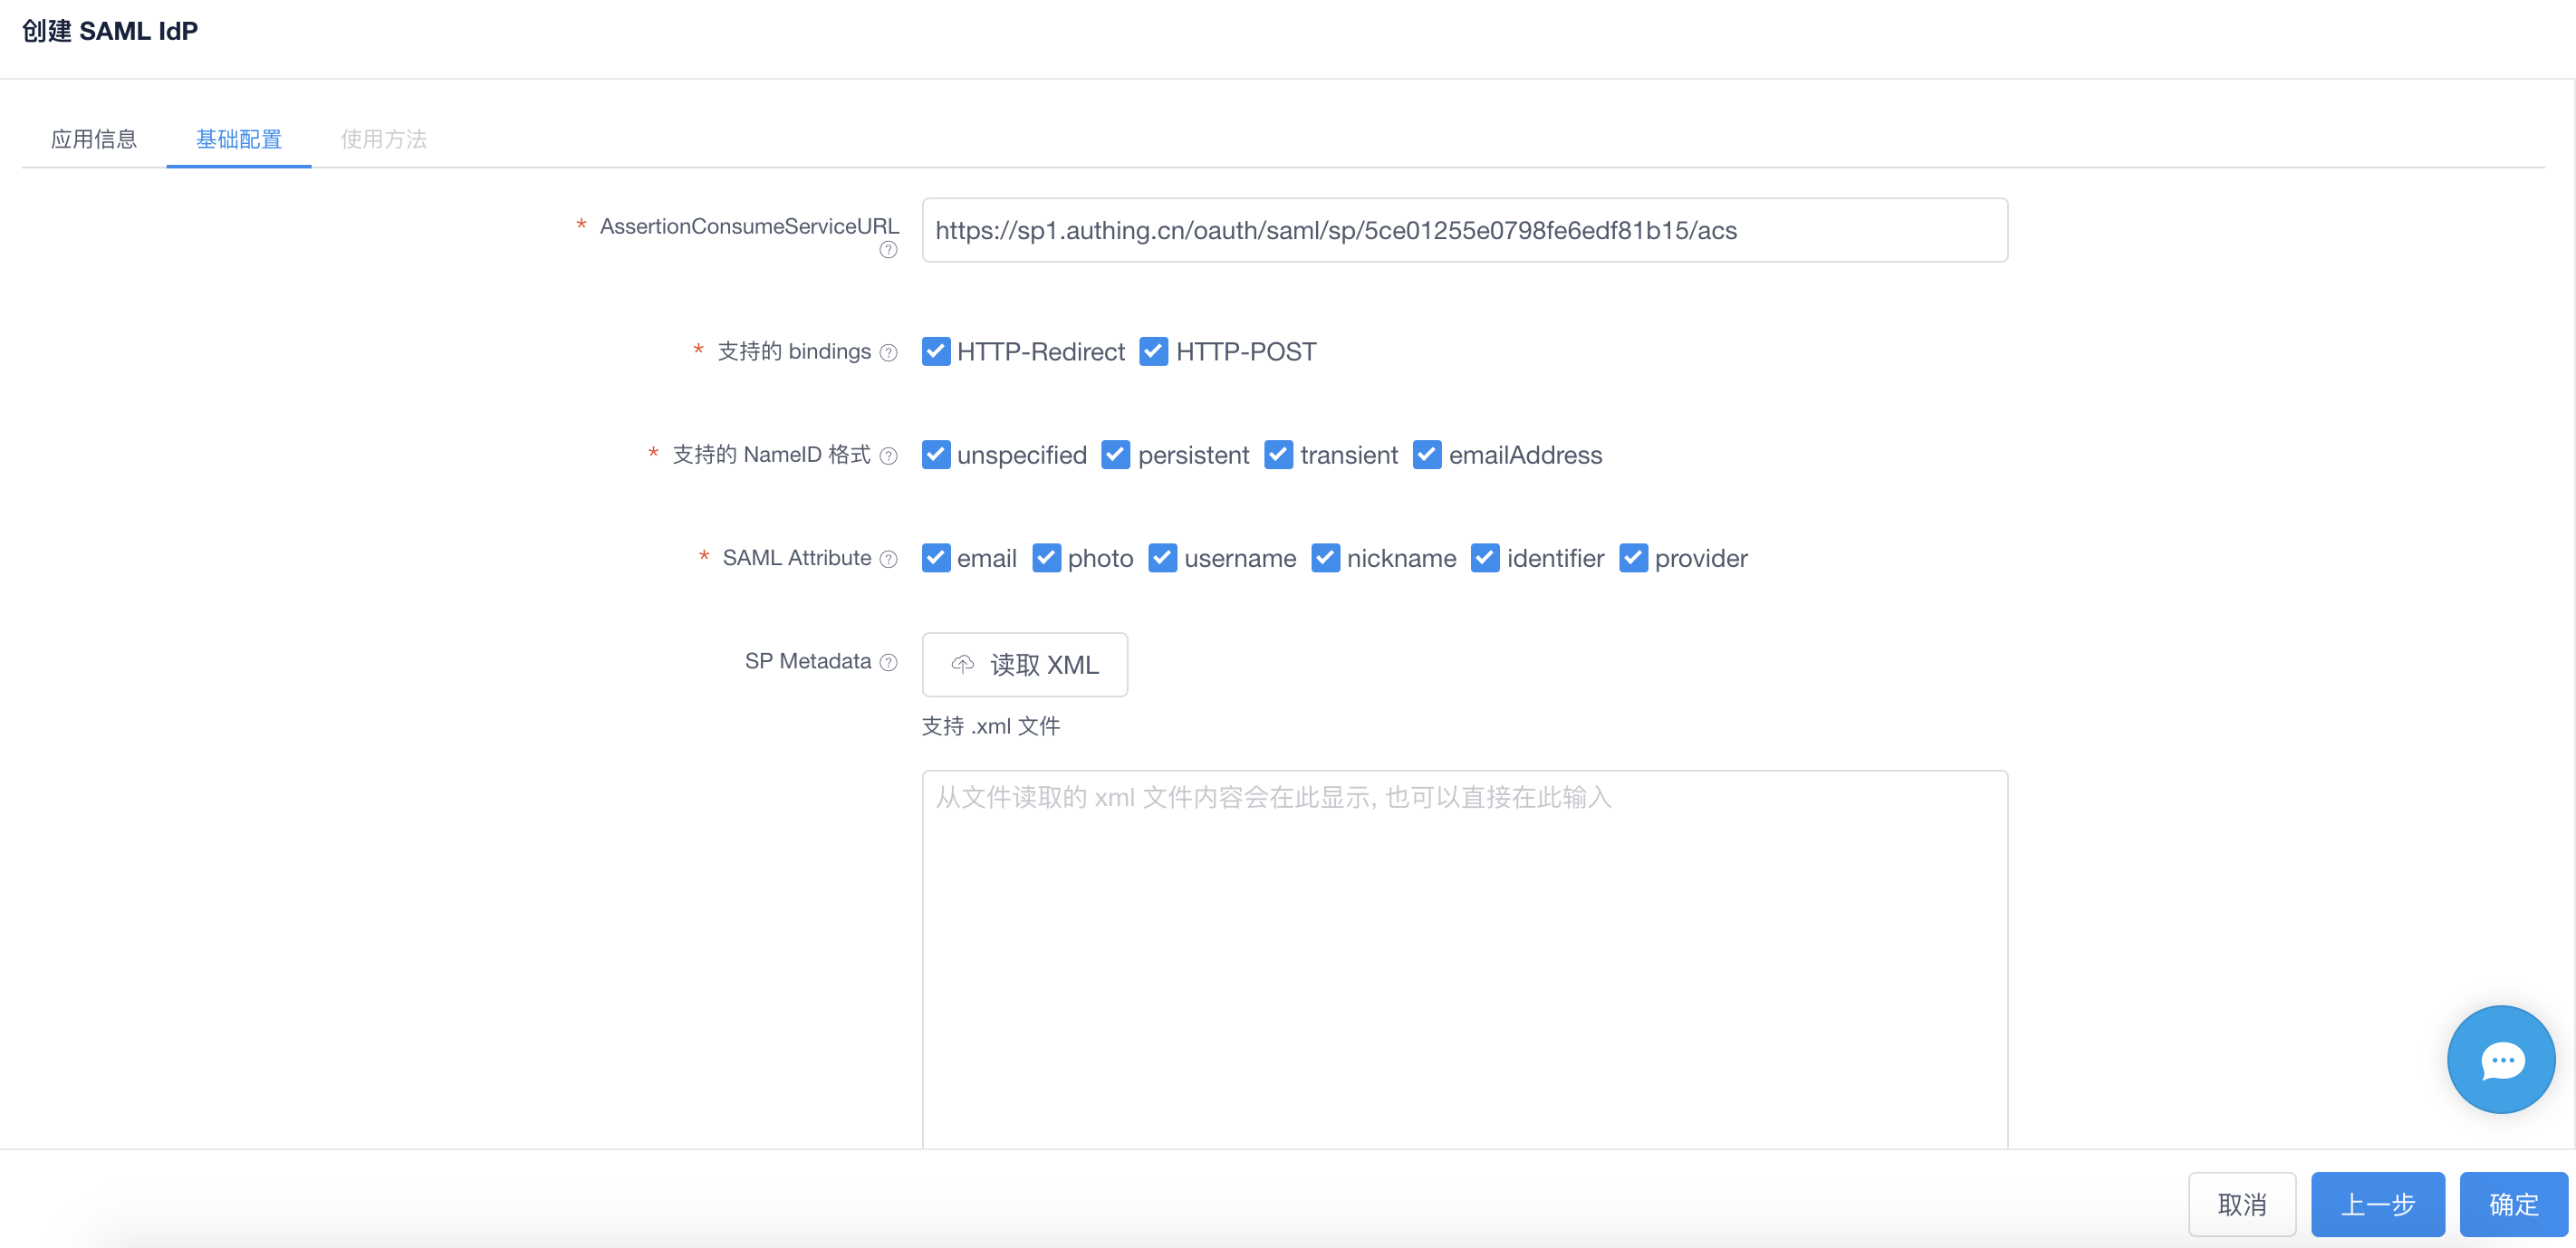 创建 SAML IdP
应用信息 基础配置 使用方法
* AssertionConsumeServiceURL https://sp1.authing.cn/oauth/saml/sp/5ce01255e0798fe6edf81b15/acs
* 支持的 bindings HTTP-Redirect HTTP-POST
* 支持的 NameID 格式 unspecified persistent transient emailAddress
* SAML Attribute email photo username nickname identifier provider
SP Metadata 读取 XML
支持 .xml 文件
从文件读取的 xml 文件内容会在此显示, 也可以直接在此输入
取消 上一步 确定